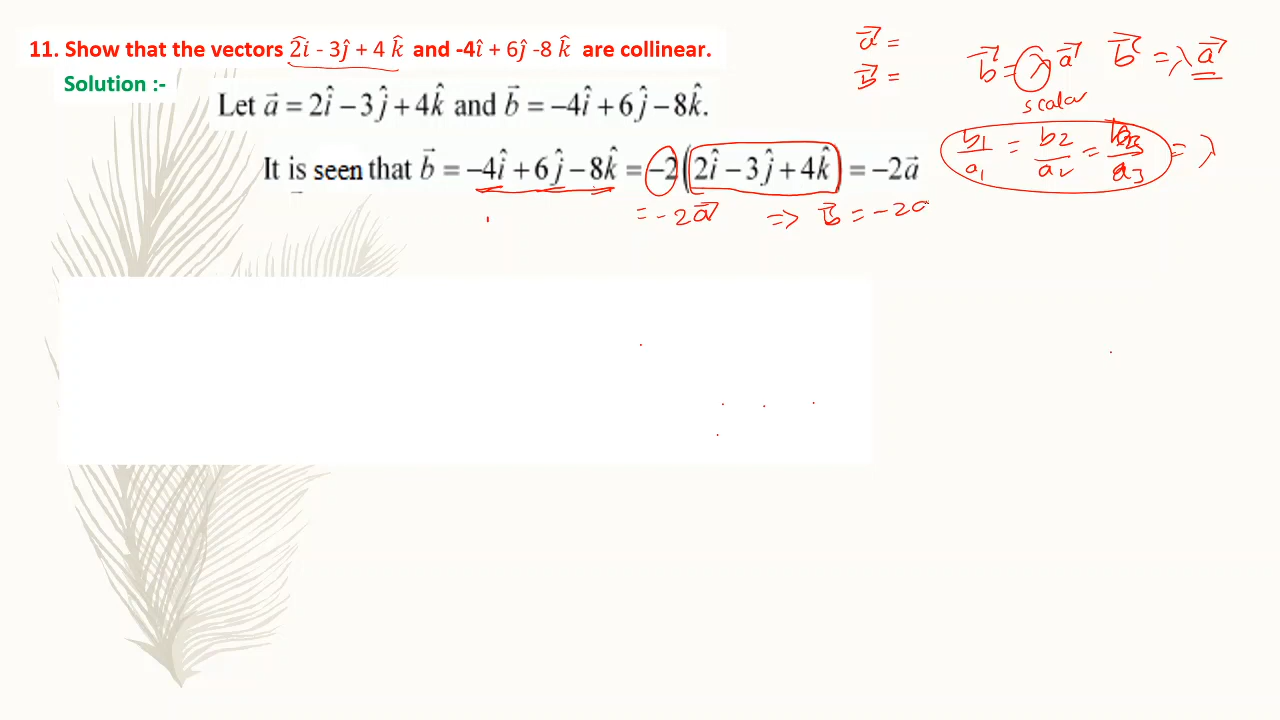 11. Show that the vectors 2î - 3ĵ + 4 k̂ and -4î + 6ĵ -8 k̂ are collinear.
Solution :-
Let a⃗ = 2î − 3ĵ + 4k̂ and b⃗ = −4î + 6ĵ − 8k̂.
It is seen that b⃗ = −4î + 6ĵ − 8k̂ = −2(2î − 3ĵ + 4k̂) = −2a⃗
= -2a⃗ ⇒ b⃗ = -2a
a⃗ =
b⃗ =
b⃗ = λ a⃗
scalar
b⃗ = λ a⃗
b1/a1 = b2/a2 = b3/a3 = λ